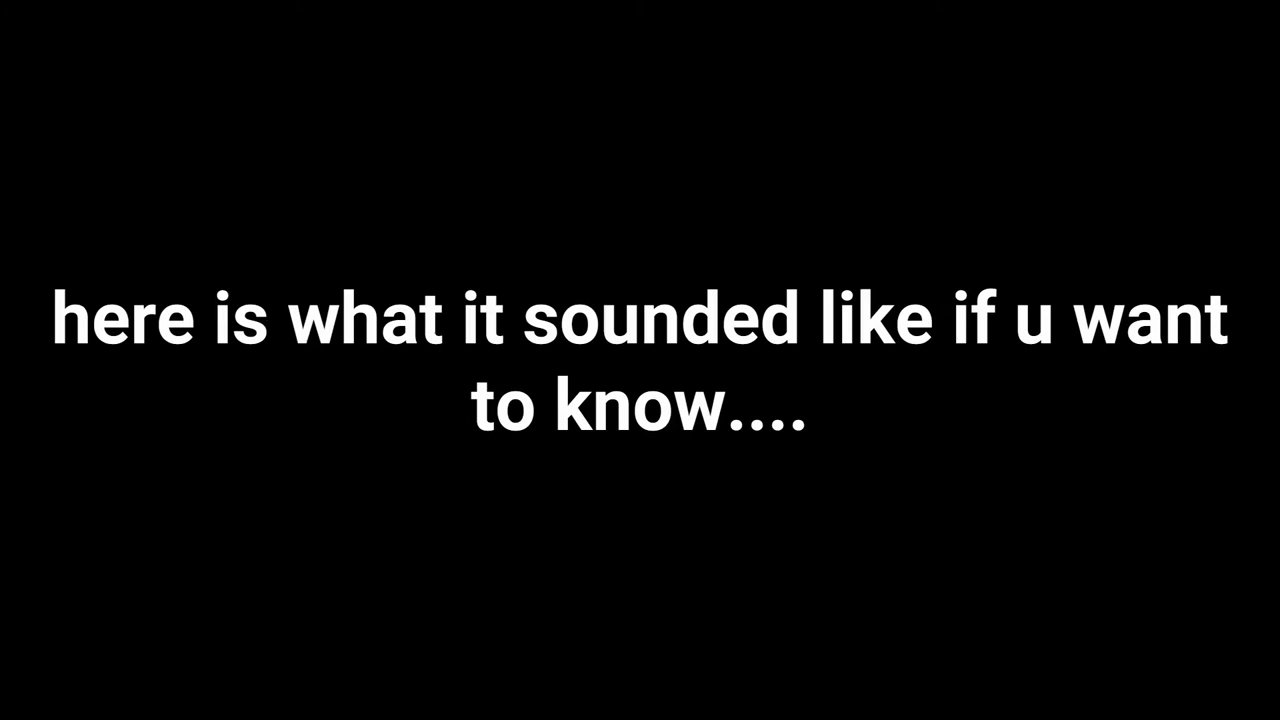 here is what it sounded like if u want
to know....